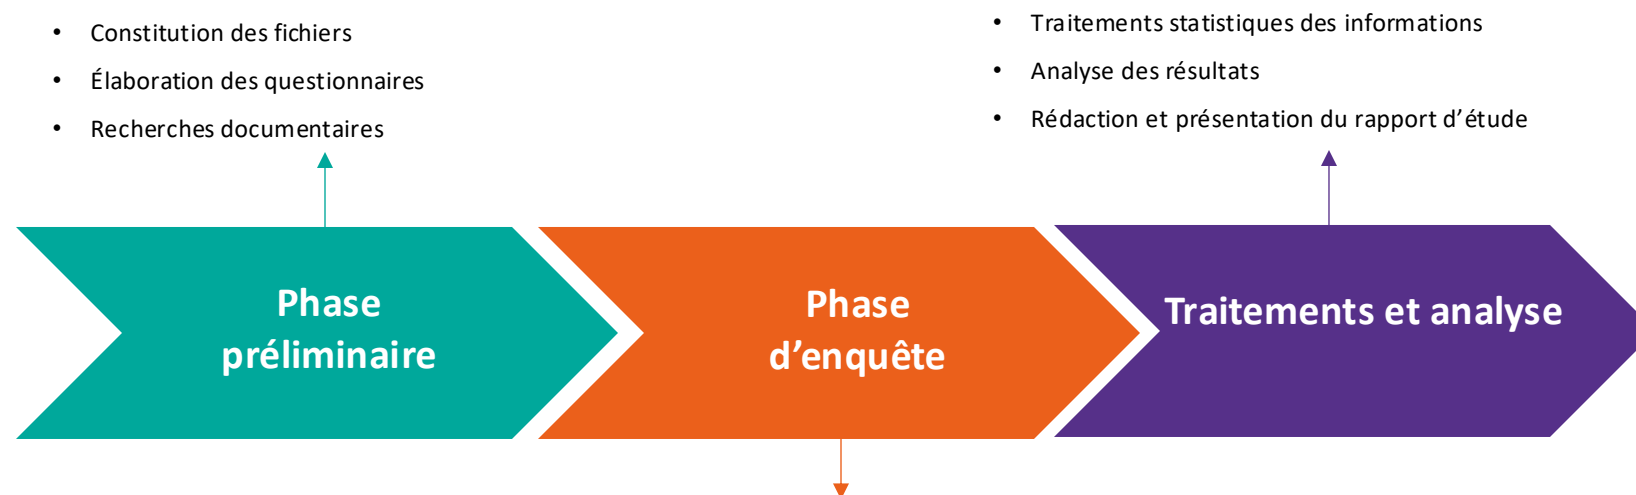 • Constitution des fichiers
• Élaboration des questionnaires
• Recherches documentaires
• Traitements statistiques des informations
• Analyse des résultats
• Rédaction et présentation du rapport d’étude
Phase
préliminaire
Phase
d’enquête
Traitements et analyse